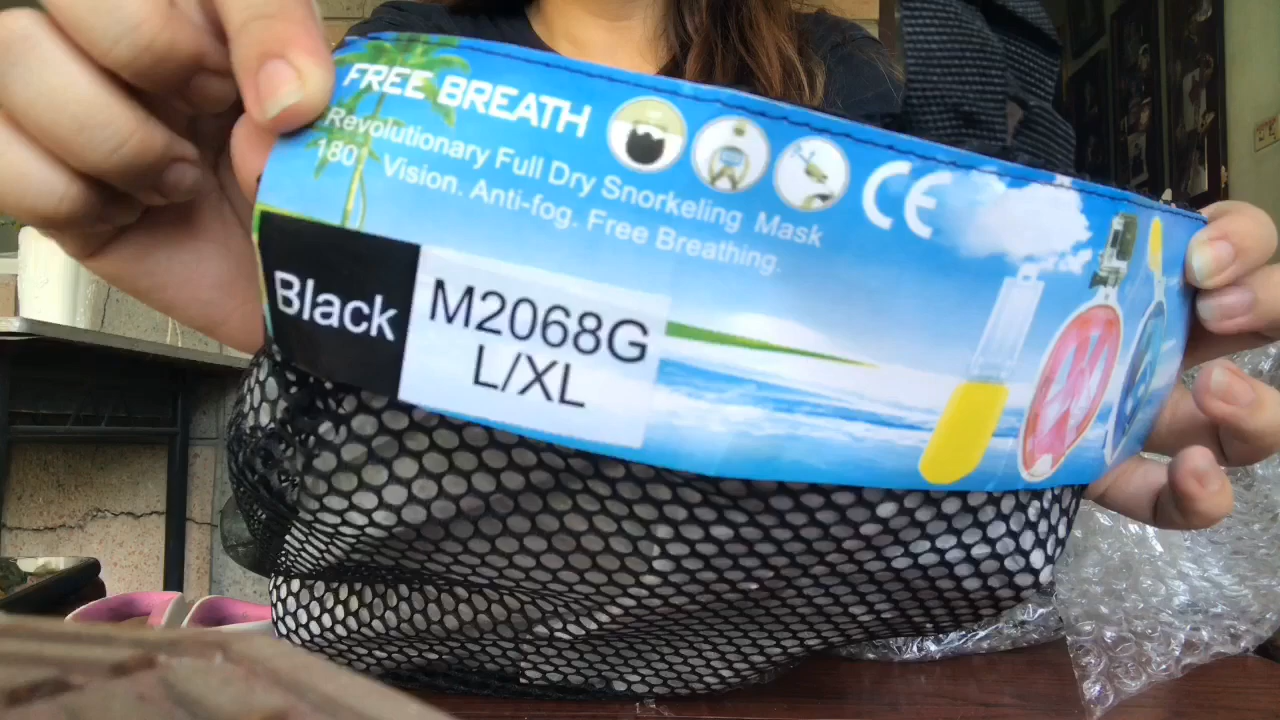 FREE BREATH
Revolutionary Full Dry Snorkeling Mask
180° Vision. Anti-fog. Free Breathing.
CE
Black
M2068G
L/XL